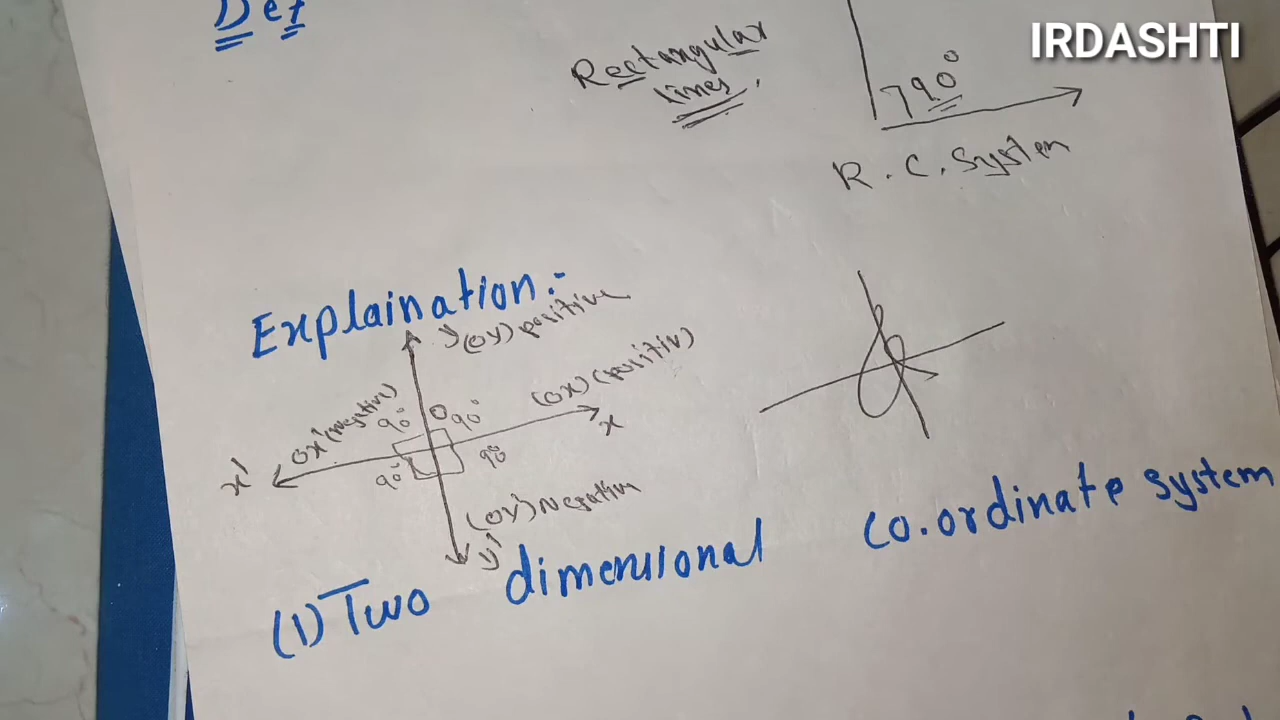 Def
IRDASHTI
Rectangular
lines.
90°
R.C. System
Explaination:-
y (oy) positive
(ox) (positiv)
ox' (negative)
90°
O
90°
x
x'
90°
90°
(oy') Negative
y'
(1) Two dimensional co.ordinate system